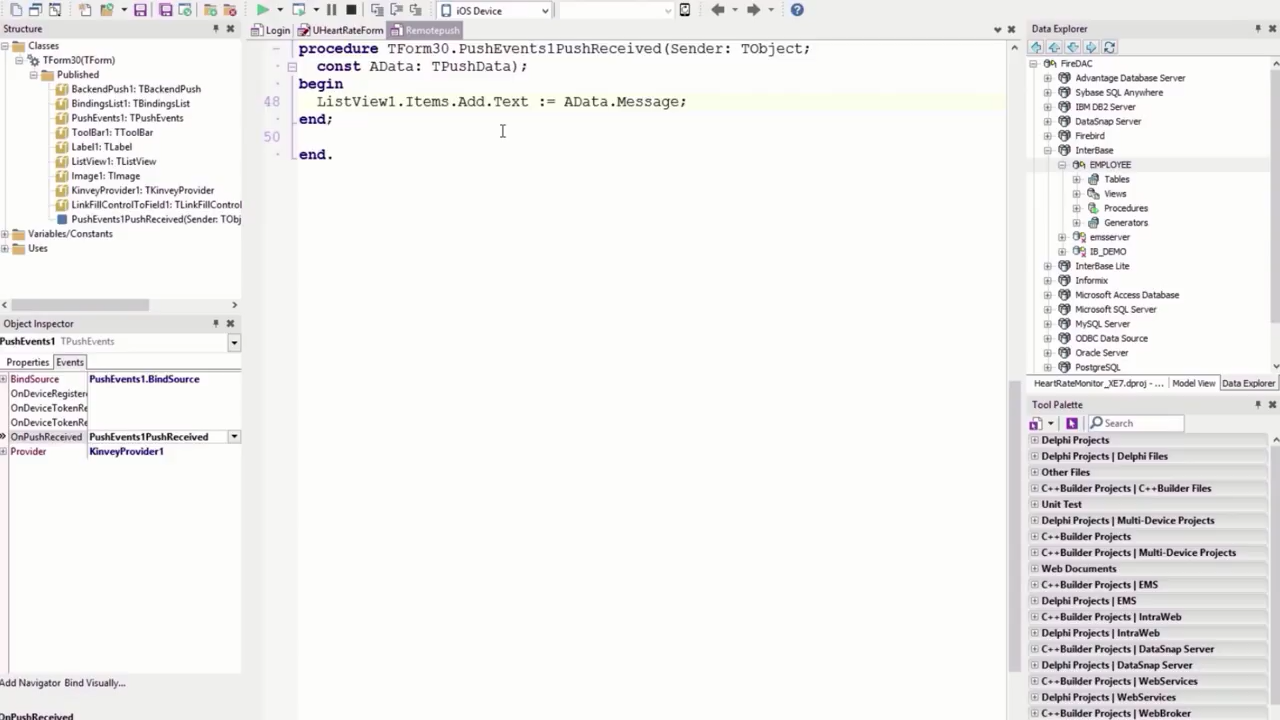 iOS Device
Structure
Classes
TForm30(TForm)
Published
BackendPush1: TBackendPush
BindingsList1: TBindingsList
PushEvents1: TPushEvents
ToolBar1: TToolBar
Label1: TLabel
ListView1: TListView
Image1: TImage
KinveyProvider1: TKinveyProvider
LinkFillControlToField1: TLinkFillContro
PushEvents1PushReceived(Sender: TObj
Variables/Constants
Uses
Object Inspector
PushEvents1 TPushEvents
Properties Events
BindSource PushEvents1.BindSource
OnDeviceRegistere
OnDeviceTokenRe
OnDeviceTokenRe
OnPushReceived PushEvents1PushReceived
Provider KinveyProvider1
Add Navigator Bind Visually...
OnPushReceived
Login UHeartRateForm Remotepush
procedure TForm30.PushEvents1PushReceived(Sender: TObject;
const AData: TPushData);
begin
48 ListView1.Items.Add.Text := AData.Message;
end;
50
end.
Data Explorer
FireDAC
Advantage Database Server
Sybase SQL Anywhere
IBM DB2 Server
DataSnap Server
Firebird
InterBase
EMPLOYEE
Tables
Views
Procedures
Generators
emsserver
IB_DEMO
InterBase Lite
Informix
Microsoft Access Database
Microsoft SQL Server
MySQL Server
ODBC Data Source
Oracle Server
PostgreSQL
HeartRateMonitor_XE7.dproj - ... Model View Data Explorer
Tool Palette
Search
Delphi Projects
Delphi Projects | Delphi Files
Other Files
C++Builder Projects | C++Builder Files
Unit Test
Delphi Projects | Multi-Device Projects
C++Builder Projects
C++Builder Projects | Multi-Device Projects
Web Documents
C++Builder Projects | EMS
Delphi Projects | EMS
C++Builder Projects | IntraWeb
Delphi Projects | IntraWeb
C++Builder Projects | DataSnap Server
Delphi Projects | DataSnap Server
C++Builder Projects | WebServices
Delphi Projects | WebServices
C++Builder Projects | WebBroker